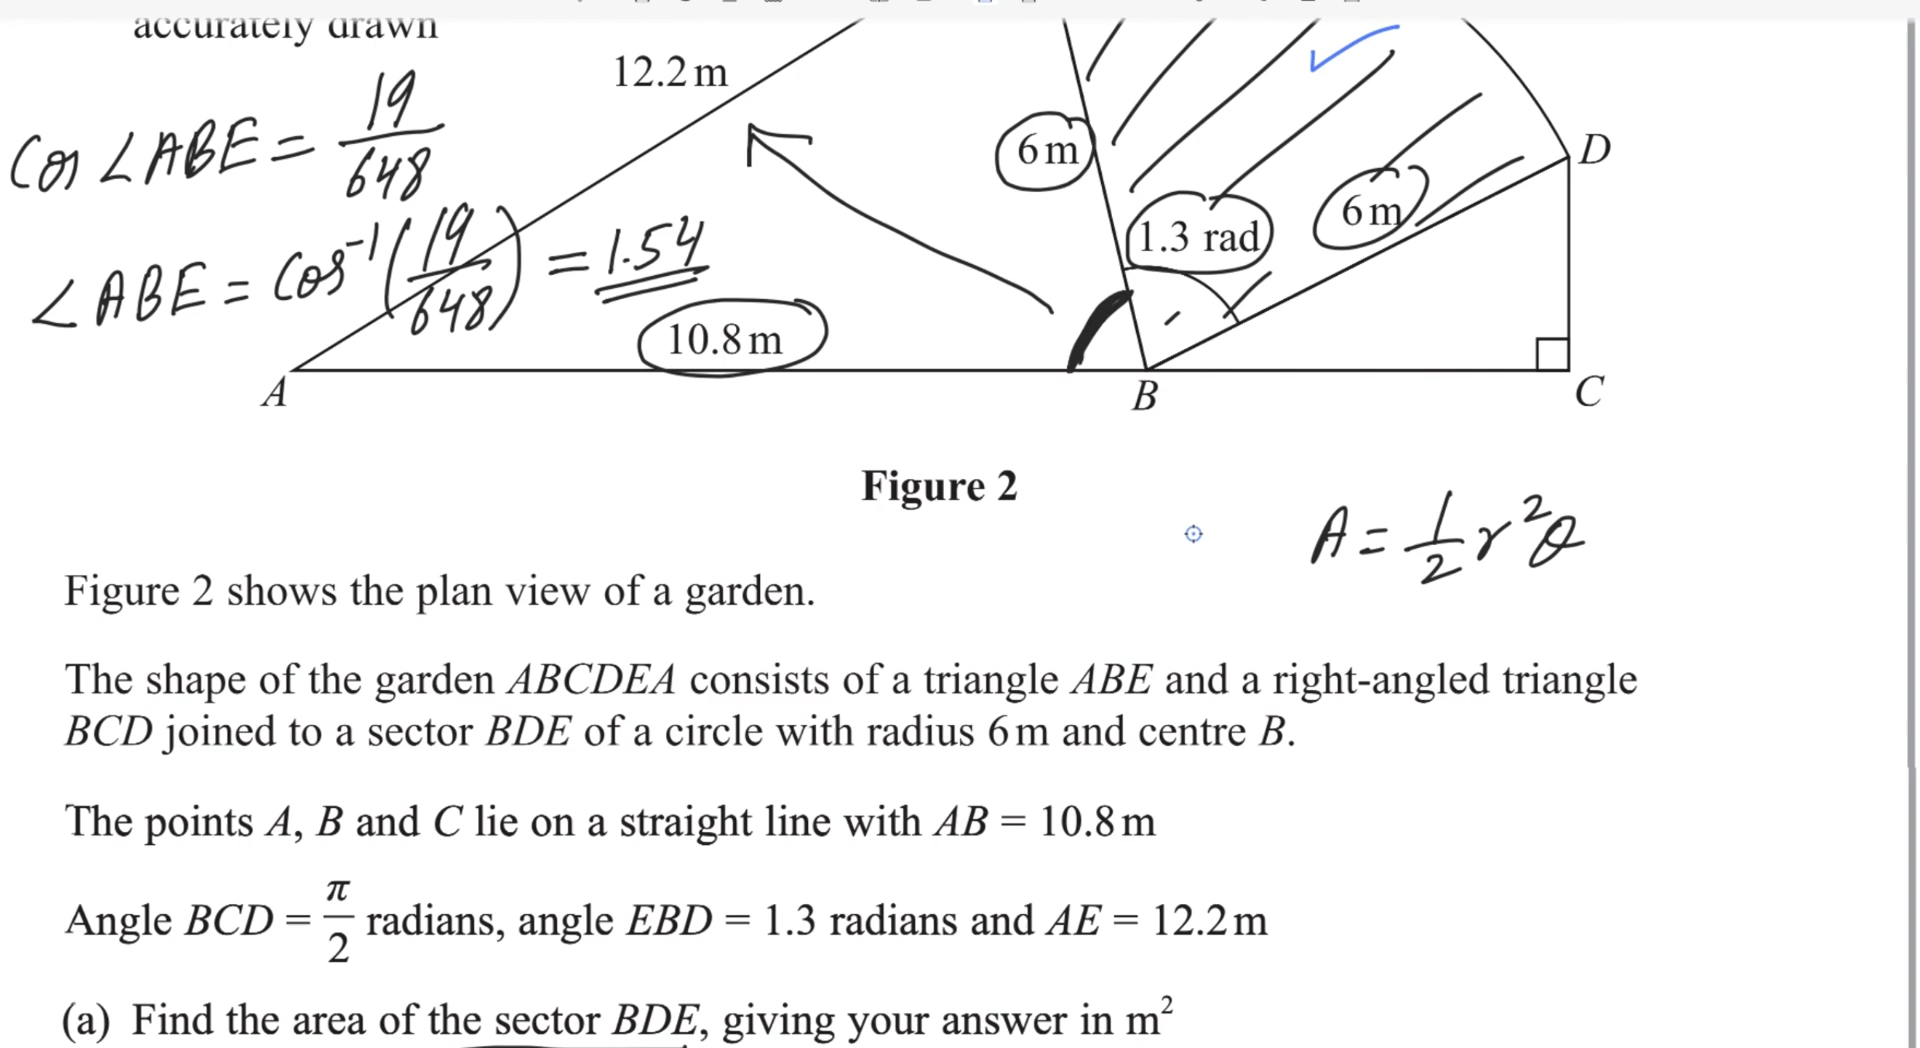 accurately drawn
12.2 m
cos ∠ABE = 19/648
6 m
D
1.3 rad
6 m
∠ABE = cos⁻¹(19/648) = 1.54
10.8 m
A
B
C
Figure 2
A = 1/2 r²θ
Figure 2 shows the plan view of a garden.
The shape of the garden ABCDEA consists of a triangle ABE and a right-angled triangle
BCD joined to a sector BDE of a circle with radius 6 m and centre B.
The points A, B and C lie on a straight line with AB = 10.8 m
Angle BCD = π/2 radians, angle EBD = 1.3 radians and AE = 12.2 m
(a) Find the area of the sector BDE, giving your answer in m²